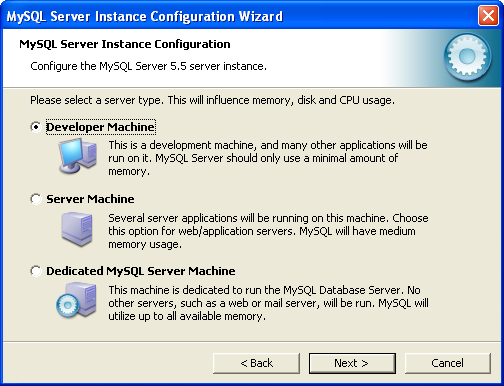 MySQL Server Instance Configuration Wizard
MySQL Server Instance Configuration
Configure the MySQL Server 5.5 server instance.
Please select a server type. This will influence memory, disk and CPU usage.
Developer Machine
This is a development machine, and many other applications will be
run on it. MySQL Server should only use a minimal amount of
memory.
Server Machine
Several server applications will be running on this machine. Choose
this option for web/application servers. MySQL will have medium
memory usage.
Dedicated MySQL Server Machine
This machine is dedicated to run the MySQL Database Server. No
other servers, such as a web or mail server, will be run. MySQL will
utilize up to all available memory.
< Back
Next >
Cancel